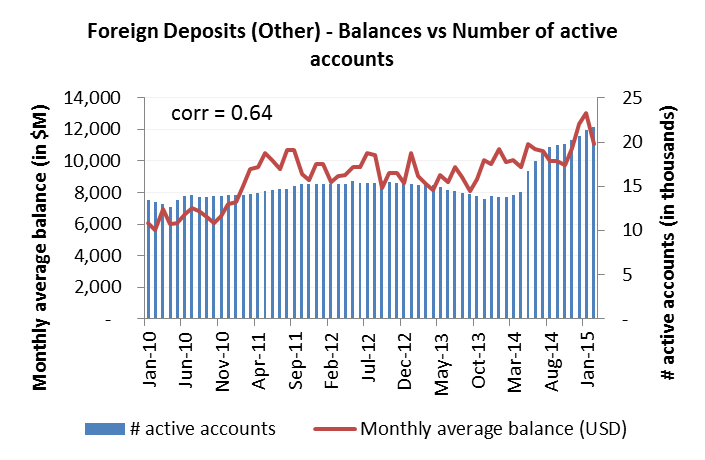 Foreign Deposits (Other) - Balances vs Number of active
accounts
corr = 0.64
Monthly average balance (in $M)
14,000
12,000
10,000
8,000
6,000
4,000
2,000
-
25
20
15
10
5
-
# active accounts (in thousands)
Jan-10
Jun-10
Nov-10
Apr-11
Sep-11
Feb-12
Jul-12
Dec-12
May-13
Oct-13
Mar-14
Aug-14
Jan-15
# active accounts
Monthly average balance (USD)